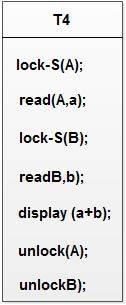 T4
lock-S(A);
read(A,a);
lock-S(B);
readB,b);
display (a+b);
unlock(A);
unlockB);